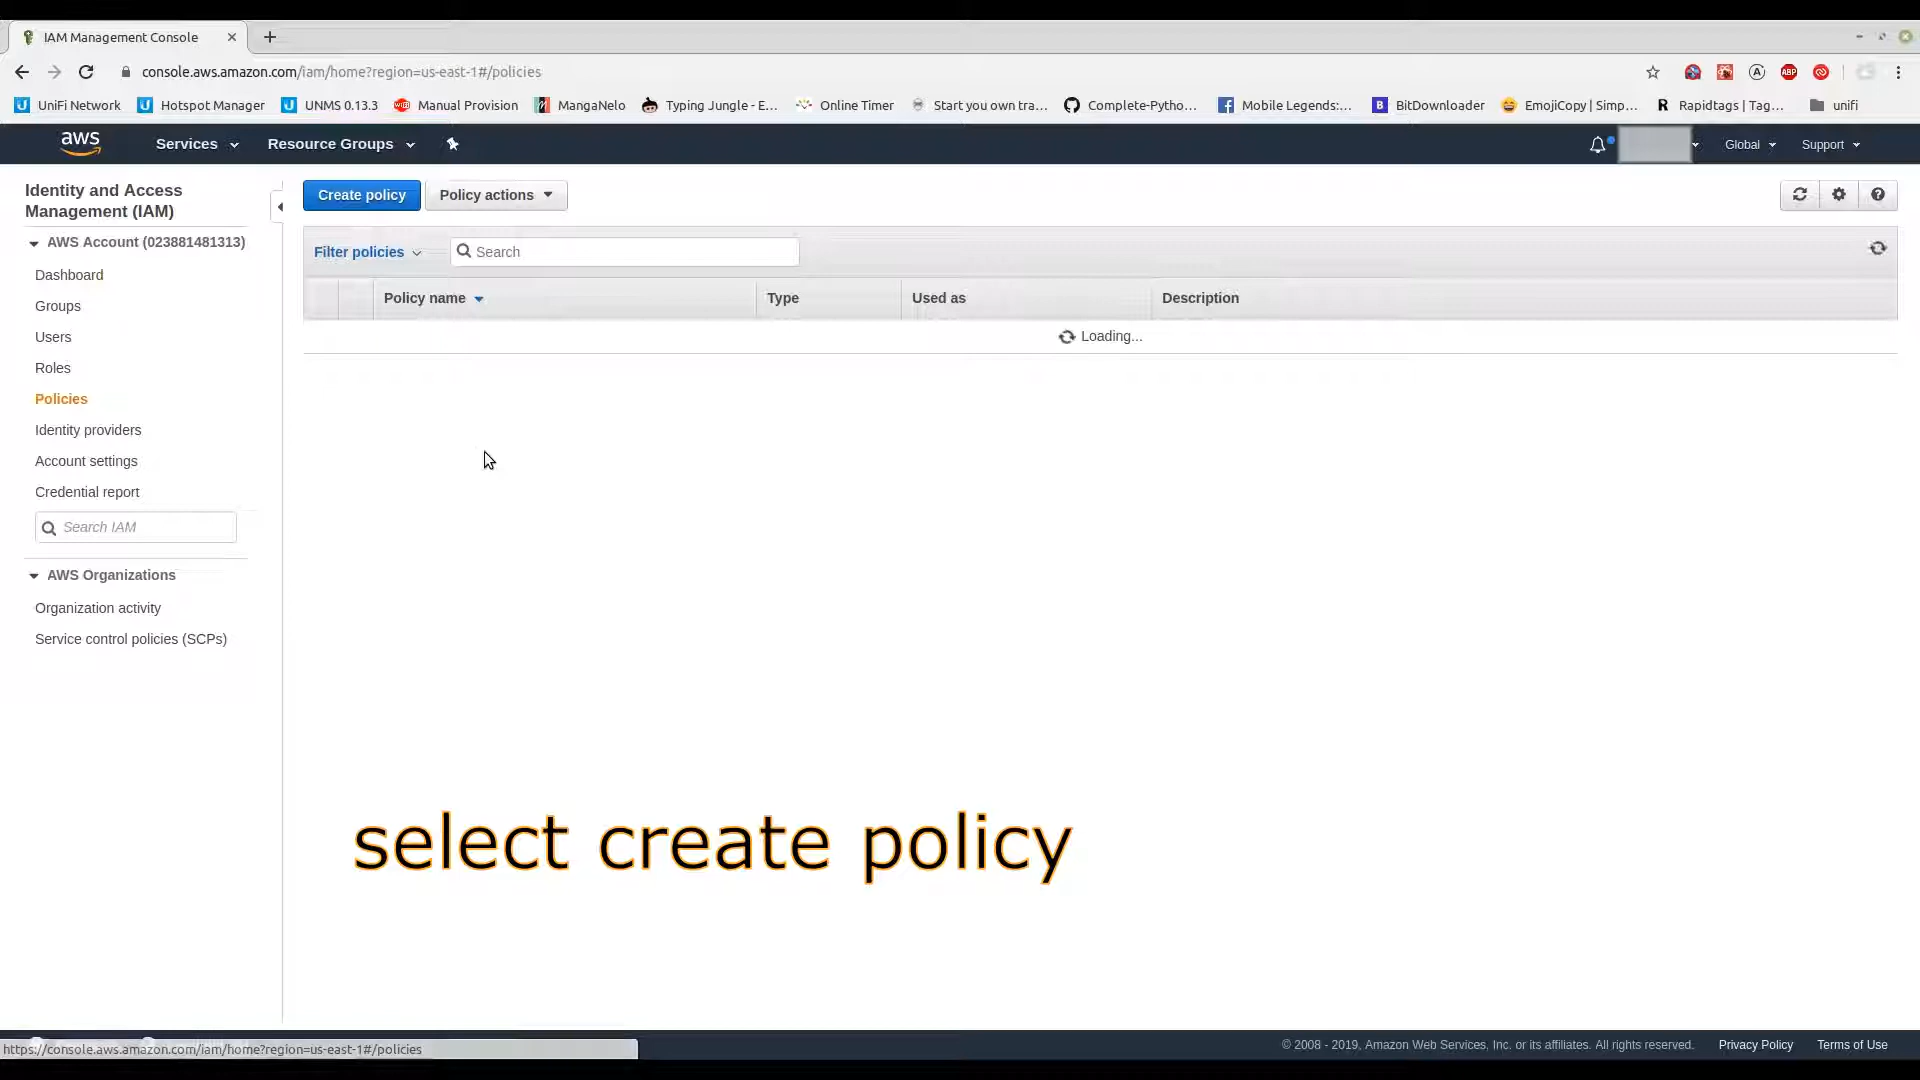 IAM Management Console
console.aws.amazon.com/iam/home?region=us-east-1#/policies
UniFi Network Hotspot Manager UNMS 0.13.3 Manual Provision MangaNelo Typing Jungle - E... Online Timer Start you own tra... Complete-Pytho... Mobile Legends:... BitDownloader EmojiCopy | Simp... Rapidtags | Tag... unifi
aws Services Resource Groups Global Support
Identity and Access
Management (IAM)
AWS Account (023881481313)
Dashboard
Groups
Users
Roles
Policies
Identity providers
Account settings
Credential report
Search IAM
AWS Organizations
Organization activity
Service control policies (SCPs)
Create policy Policy actions
Filter policies Search
Policy name Type Used as Description
Loading...
select create policy
https://console.aws.amazon.com/iam/home?region=us-east-1#/policies
© 2008 - 2019, Amazon Web Services, Inc. or its affiliates. All rights reserved. Privacy Policy Terms of Use